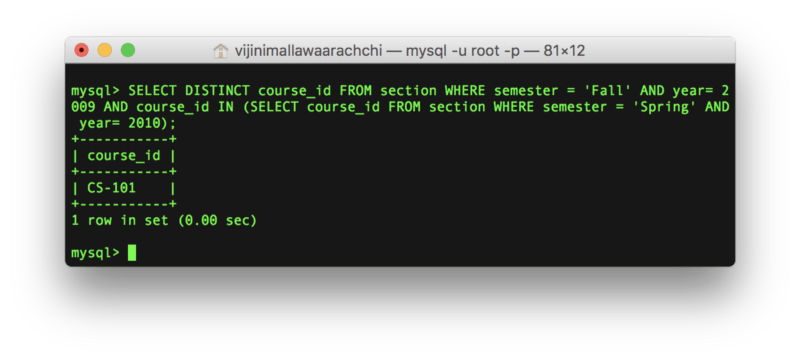 vijinimallawaarachchi — mysql -u root -p — 81×12
mysql> SELECT DISTINCT course_id FROM section WHERE semester = 'Fall' AND year= 2
009 AND course_id IN (SELECT course_id FROM section WHERE semester = 'Spring' AND
 year= 2010);
+-----------+
| course_id |
+-----------+
| CS-101    |
+-----------+
1 row in set (0.00 sec)
mysql>